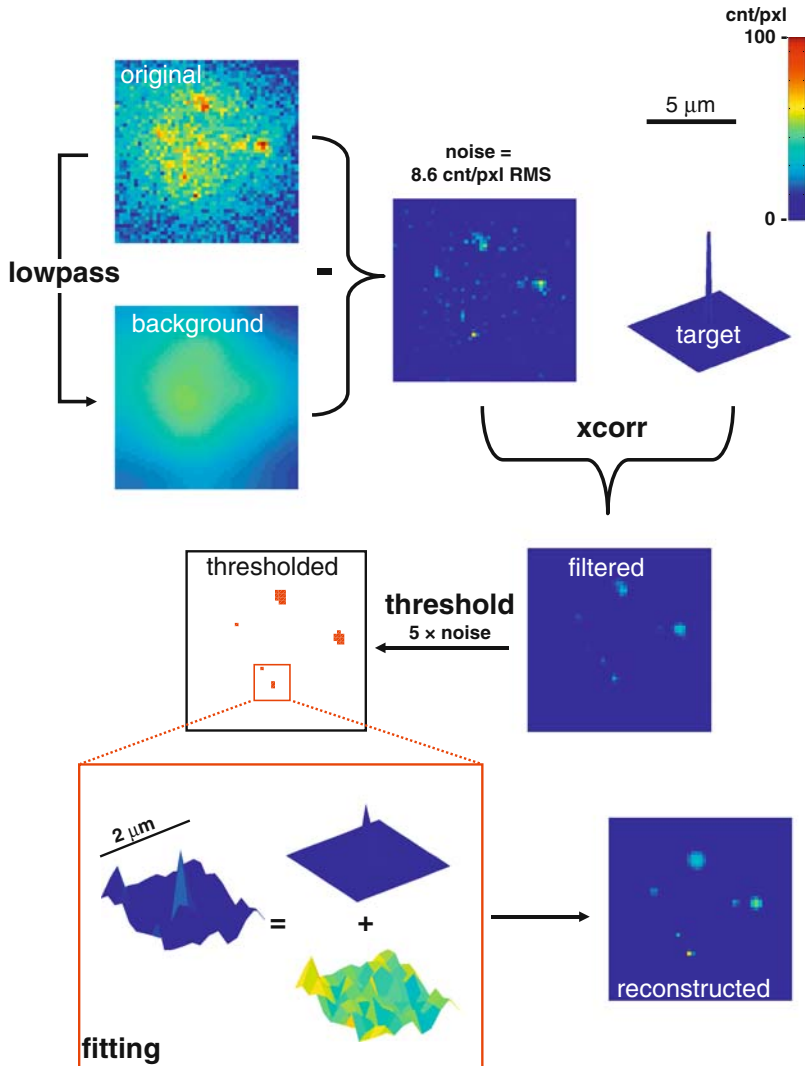 cnt/pxl
100
original
5 μm
noise =
8.6 cnt/pxl RMS
0
lowpass
-
background
target
xcorr
thresholded
filtered
threshold
5 × noise
2 μm
=
+
reconstructed
fitting